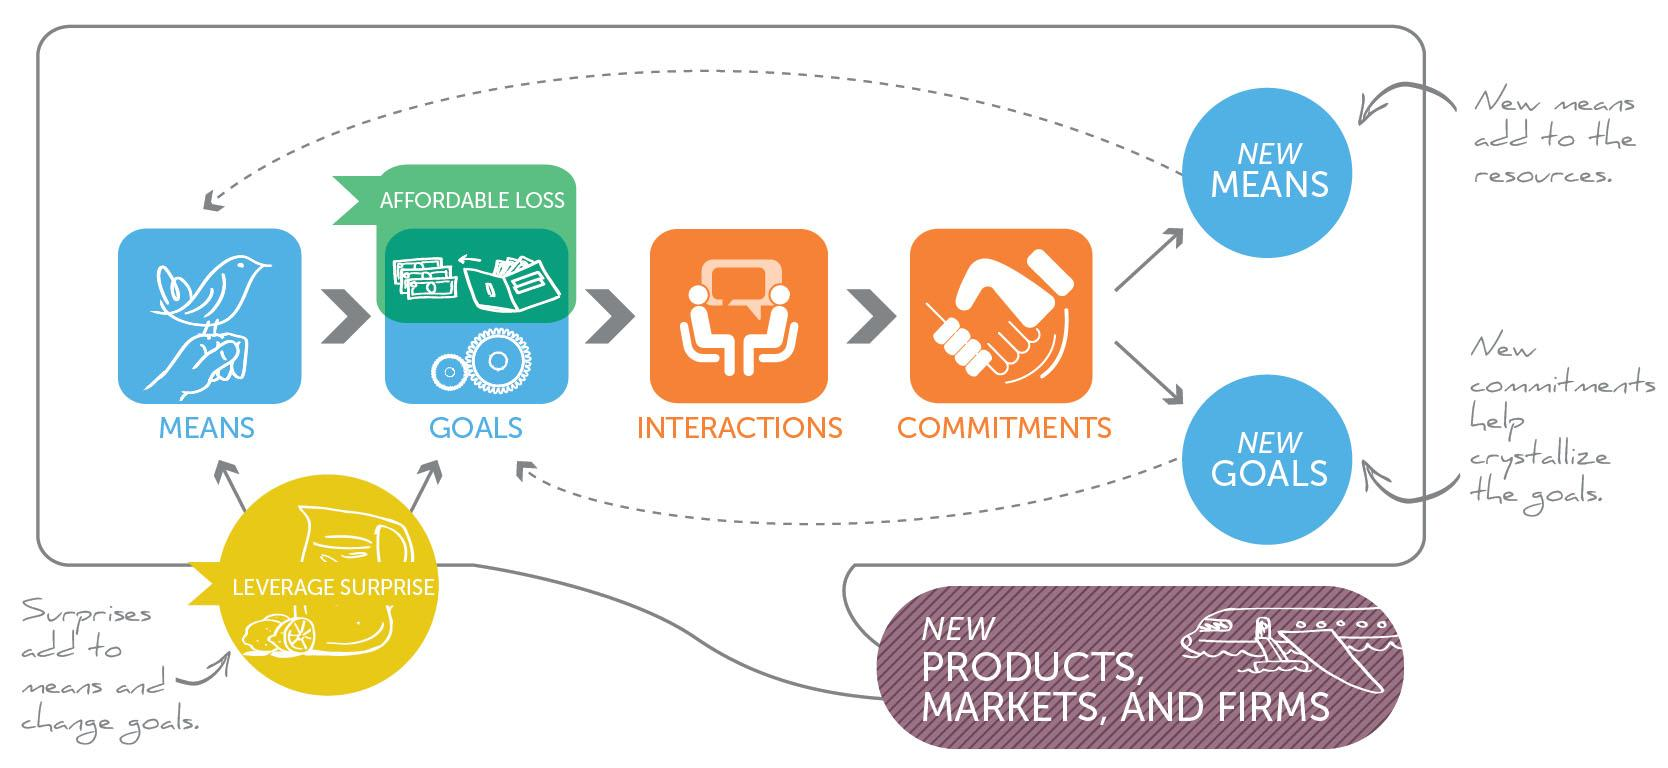 NEW
MEANS
New means
add to the
resources.
AFFORDABLE LOSS
MEANS
GOALS
INTERACTIONS
COMMITMENTS
NEW
GOALS
New
commitments
help
crystallize
the goals.
LEVERAGE SURPRISE
Surprises
add to
means and
change goals.
NEW
PRODUCTS,
MARKETS, AND FIRMS